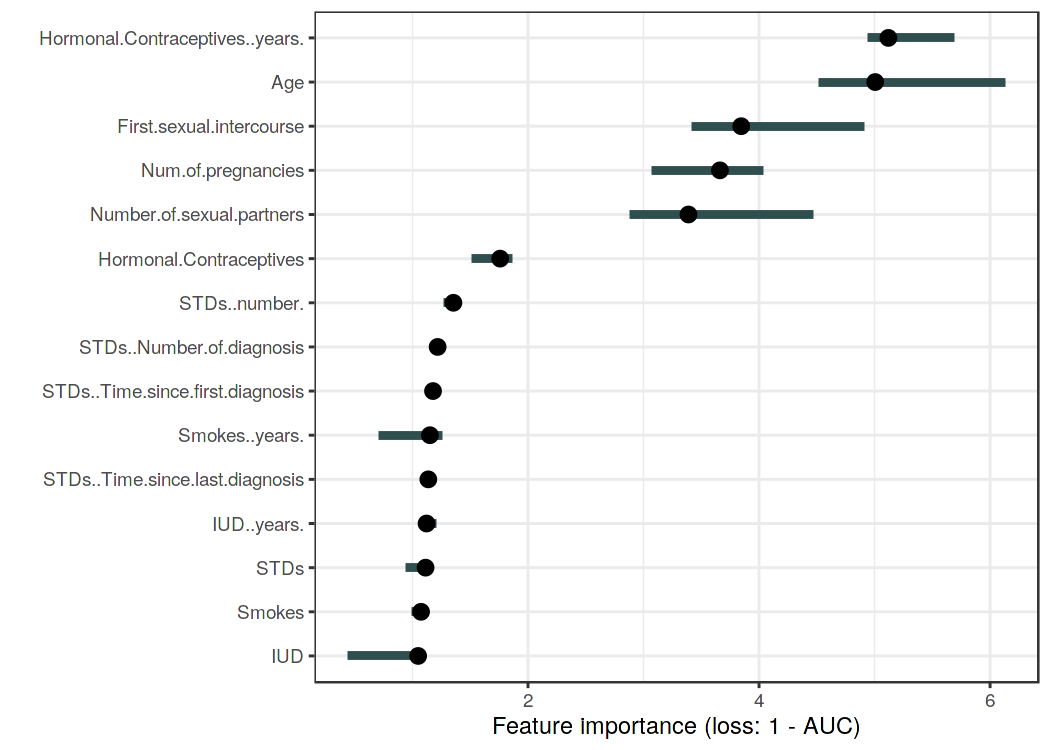 Hormonal.Contraceptives..years.
Age
First.sexual.intercourse
Num.of.pregnancies
Number.of.sexual.partners
Hormonal.Contraceptives
STDs..number.
STDs..Number.of.diagnosis
STDs..Time.since.first.diagnosis
Smokes..years.
STDs..Time.since.last.diagnosis
IUD..years.
STDs
Smokes
IUD
2 4 6
Feature importance (loss: 1 - AUC)